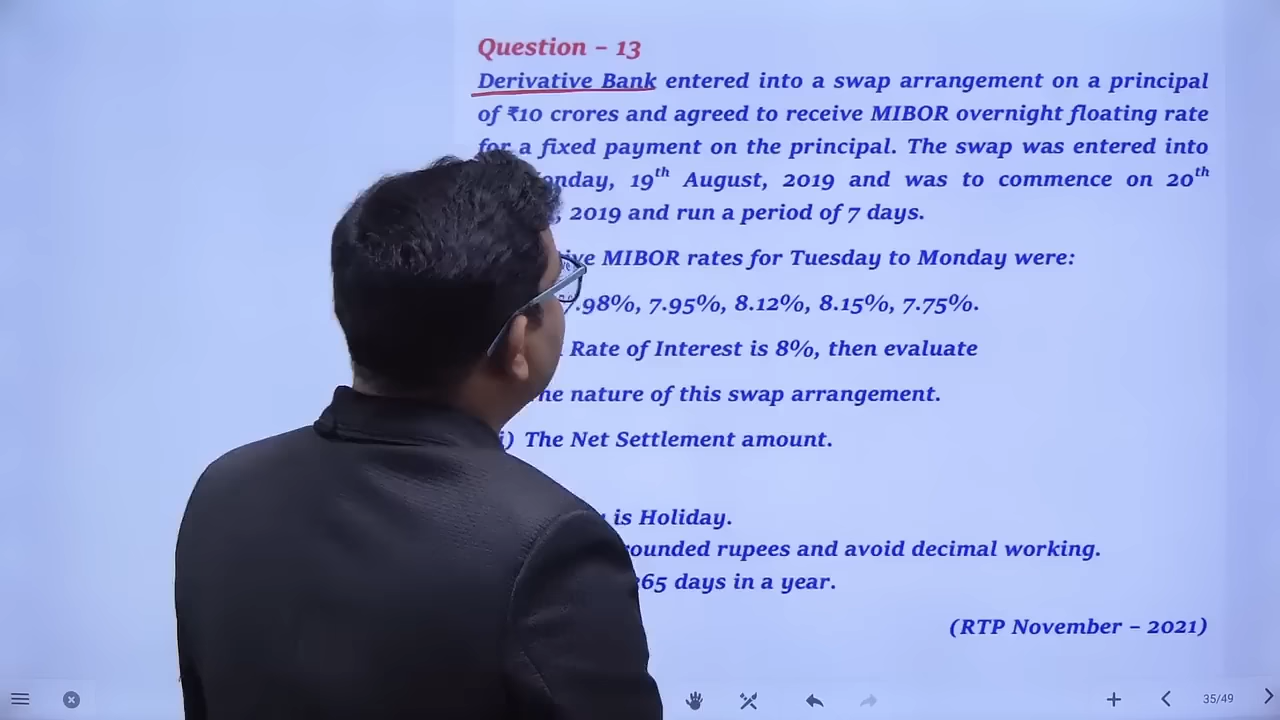 Question – 13
Derivative Bank entered into a swap arrangement on a principal
of ₹10 crores and agreed to receive MIBOR overnight floating rate
for a fixed payment on the principal. The swap was entered into
19th August, 2019 and was to commence on 20th
2019 and run a period of 7 days.
MIBOR rates for Tuesday to Monday were:
7.98%, 7.95%, 8.12%, 8.15%, 7.75%.
Rate of Interest is 8%, then evaluate
nature of this swap arrangement.
The Net Settlement amount.
is Holiday.
rounded rupees and avoid decimal working.
365 days in a year.
(RTP November – 2021)
35/49